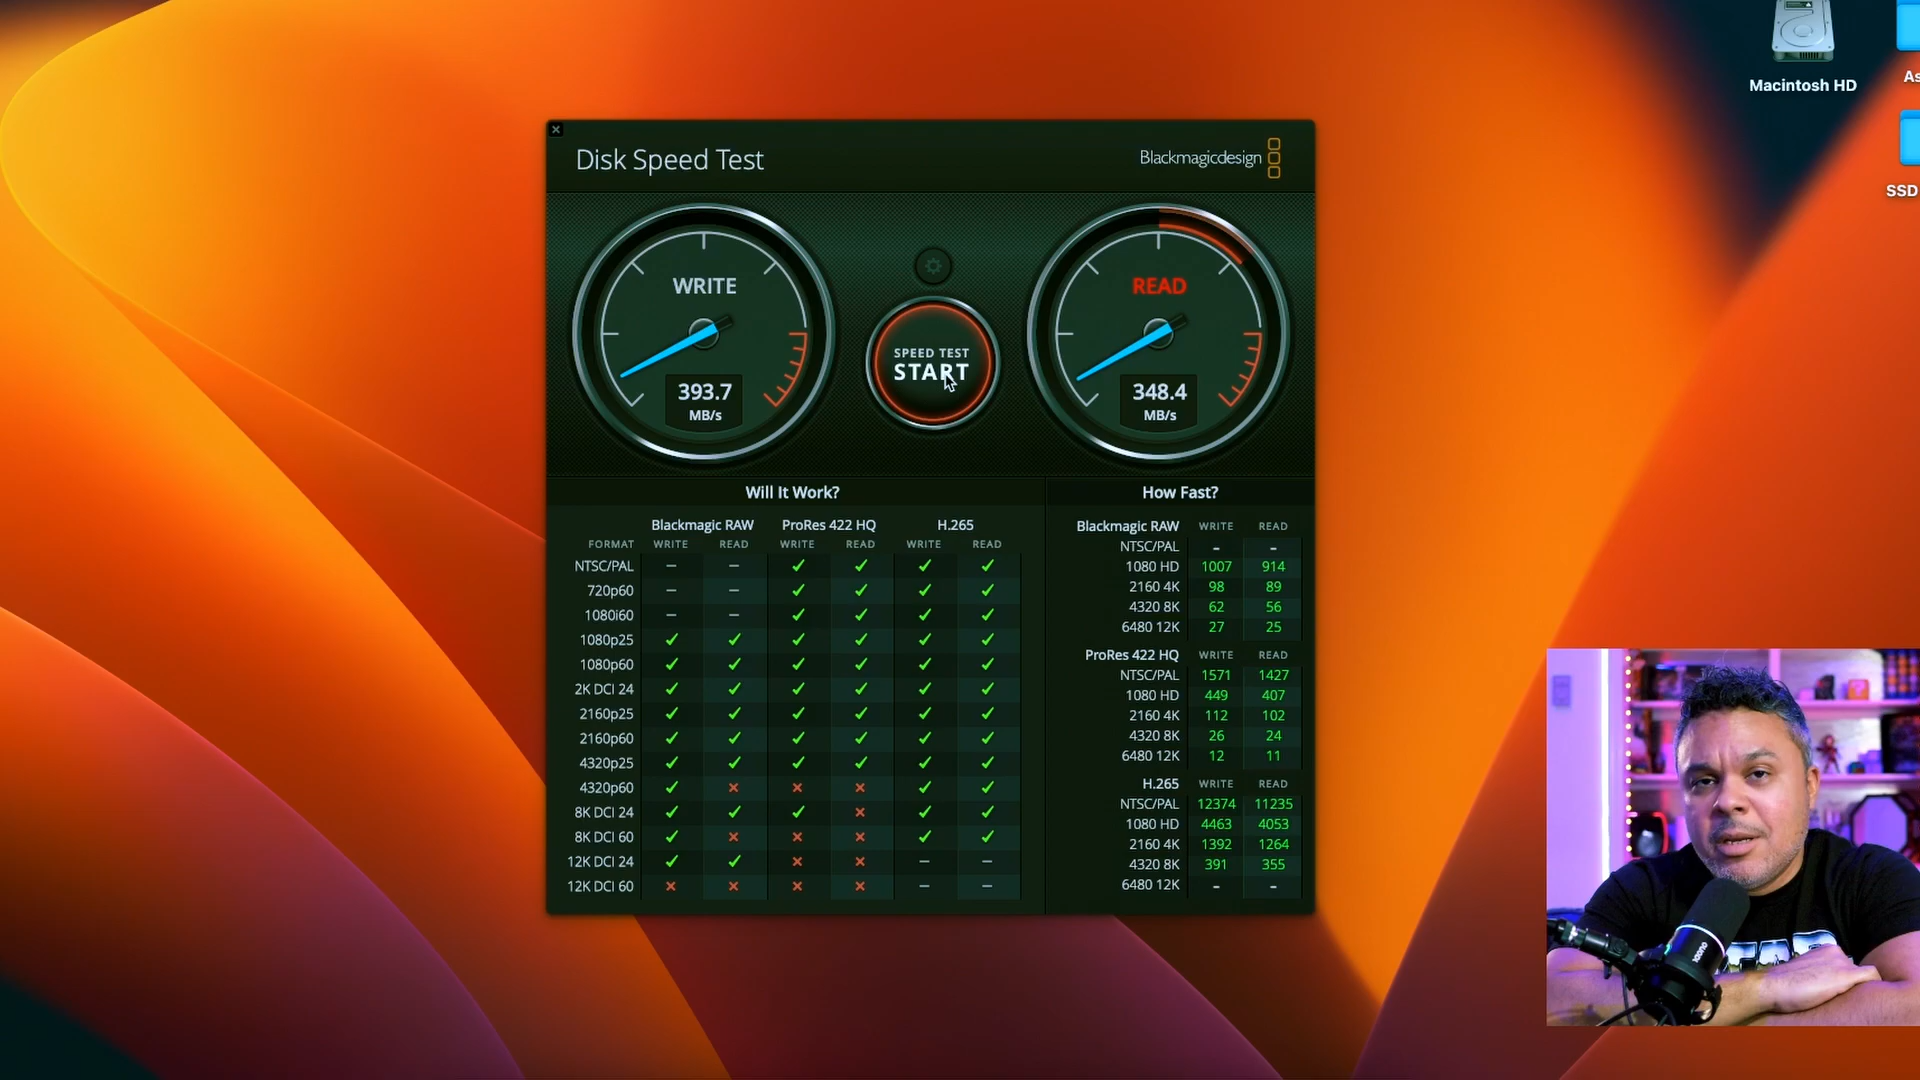 Macintosh HD
As
SSD
Disk Speed Test
Blackmagicdesign
WRITE
393.7
MB/s
SPEED TEST
START
READ
348.4
MB/s
Will It Work?
Blackmagic RAW ProRes 422 HQ H.265
FORMAT WRITE READ WRITE READ WRITE READ
NTSC/PAL – – ✓ ✓ ✓ ✓
720p60 – – ✓ ✓ ✓ ✓
1080i60 – – ✓ ✓ ✓ ✓
1080p25 ✓ ✓ ✓ ✓ ✓ ✓
1080p60 ✓ ✓ ✓ ✓ ✓ ✓
2K DCI 24 ✓ ✓ ✓ ✓ ✓ ✓
2160p25 ✓ ✓ ✓ ✓ ✓ ✓
2160p60 ✓ ✓ ✓ ✓ ✓ ✓
4320p25 ✓ ✓ ✓ ✓ ✓ ✓
4320p60 ✓ × × × ✓ ✓
8K DCI 24 ✓ ✓ ✓ × ✓ ✓
8K DCI 60 ✓ × × × ✓ ✓
12K DCI 24 ✓ ✓ × × – –
12K DCI 60 × × × × – –
How Fast?
Blackmagic RAW WRITE READ
NTSC/PAL - -
1080 HD 1007 914
2160 4K 98 89
4320 8K 62 56
6480 12K 27 25
ProRes 422 HQ WRITE READ
NTSC/PAL 1571 1427
1080 HD 449 407
2160 4K 112 102
4320 8K 26 24
6480 12K 12 11
H.265 WRITE READ
NTSC/PAL 12374 11235
1080 HD 4463 4053
2160 4K 1392 1264
4320 8K 391 355
6480 12K - -